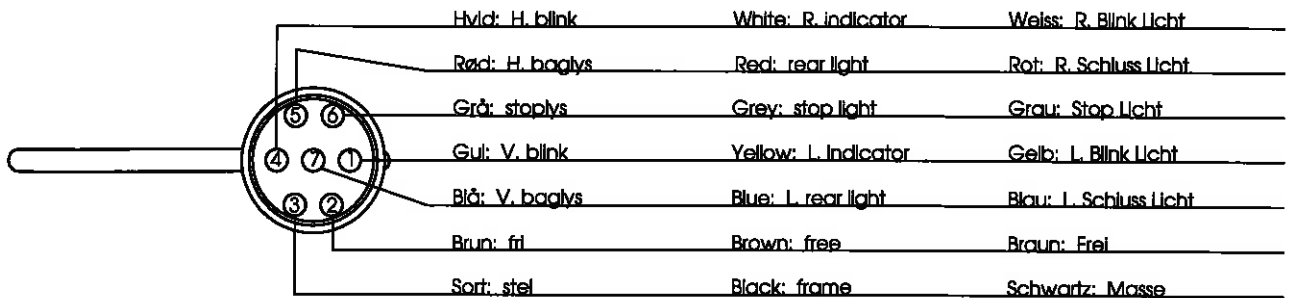 Hvid: H. blink White: R. indicator Weiss: R. Blink Licht
Rød: H. baglys Red: rear light Rot: R. Schluss Licht
Grå: stoplys Grey: stop light Grau: Stop Licht
Gul: V. blink Yellow: L. indicator Gelb: L. Blink Licht
Blå: V. baglys Blue: L. rear light Blau: L. Schluss Licht
Brun: fri Brown: free Braun: Frei
Sort: stel Black: frame Schwartz: Masse
5 6
4 7 1
3 2